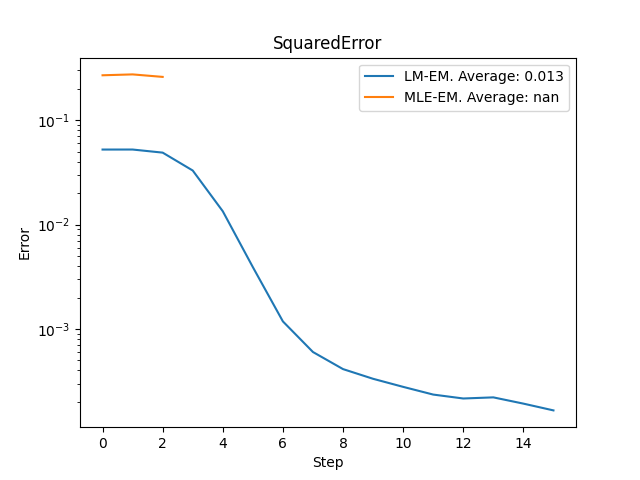 SquaredError
LM-EM. Average: 0.013
MLE-EM. Average: nan
Error
10⁻¹
10⁻²
10⁻³
0 2 4 6 8 10 12 14
Step